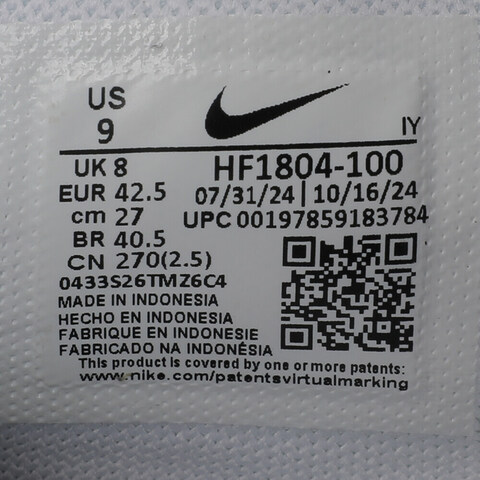 US
9
IY
UK 8
HF1804-100
EUR 42.5
07/31/24 | 10/16/24
cm 27
UPC 00197859183784
BR 40.5
CN 270(2.5)
0433S26TMZ6C4
MADE IN INDONESIA
HECHO EN INDONESIA
FABRIQUE EN INDONESIE
FABRICADO NA INDONÉSIA
This product is covered by one or more patents:
www.nike.com/patentsvirtualmarking